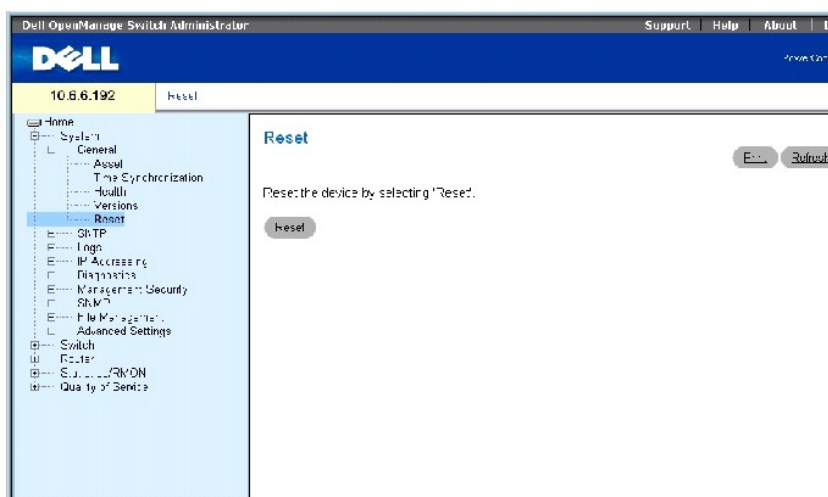 Dell OpenManage Switch Administrator
Support | Help | About |
DELL
10.6.6.192
Reset
Home
System
General
Asset
Time Synchronization
Health
Versions
Reset
SNTP
Logs
IP Addressing
Diagnostics
Management Security
SNMP
File Management
Advanced Settings
Switch
Router
/RMON
Quality of Service
Reset
Refresh
Reset the device by selecting 'Reset'.
Reset